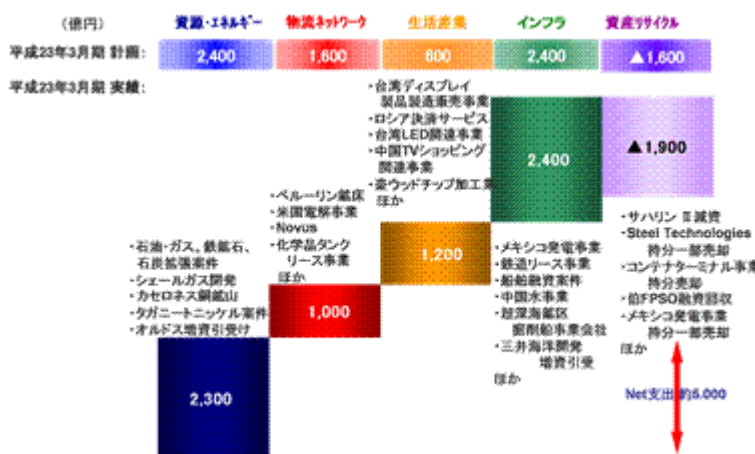 (億円)
資源・エネルギー
物流ネットワーク
生活産業
インフラ
資産リサイクル
平成23年3月期 計画:
2,400
1,600
600
2,400
▲1,600
平成23年3月期 実績:
・石油・ガス、鉄鉱石、
石炭拡張案件
・シェールガス開発
・カセロネス銅鉱山
・タガニートニッケル案件
・オルドス増資引受け
2,300
・ペルーリン鉱床
・米国電解事業
・Novus
・化学品タンク
リース事業
ほか
1,000
・台湾ディスプレイ
製品製造販売事業
・ロシア決済サービス
・台湾LED関連事業
・中国TVショッピング
関連事業
・豪ウッドチップ加工業
ほか
1,200
2,400
・メキシコ発電事業
・鉄道リース事業
・船舶融資案件
・中国水事業
・超深海鉱区
掘削船事業会社
・三井海洋開発
増資引受
ほか
▲1,900
・サハリンⅡ減資
・Steel Technologies
持分一部売却
・コンテナターミナル事業
持分売却
・伯FPSO融資回収
・メキシコ発電事業
持分一部売却
ほか
Net支出 約5,000